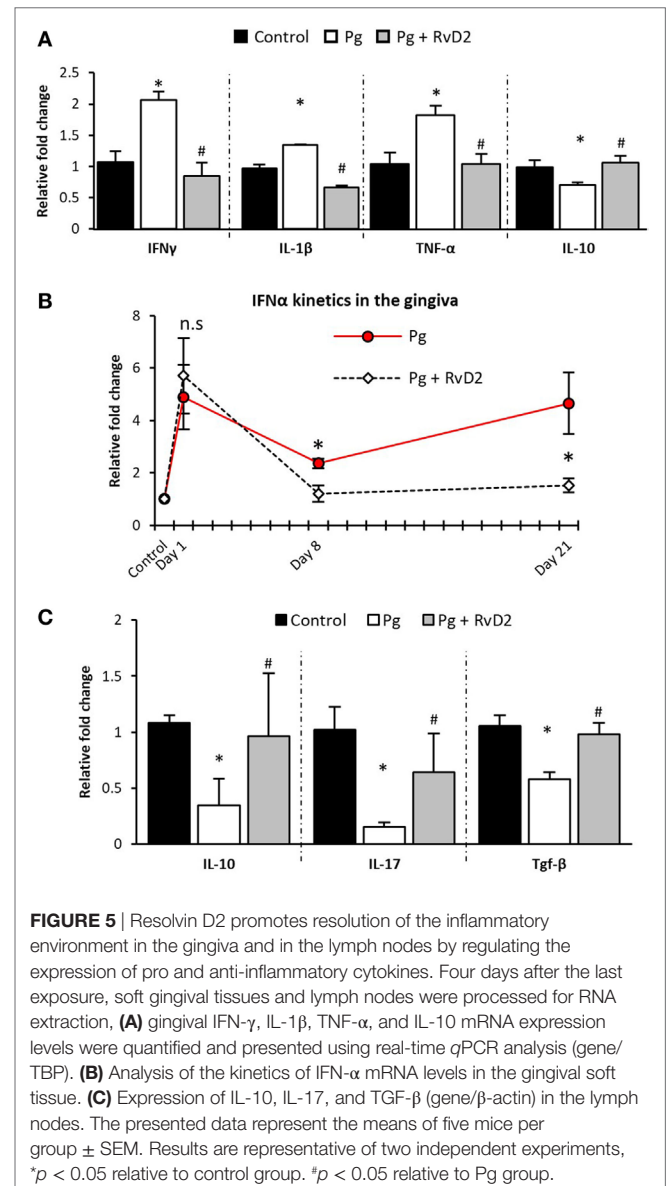 A
Control Pg Pg + RvD2
2.5
2
1.5
1
0.5
0
Relative fold change
*
#
*
#
*
#
*
#
IFNγ IL-1β TNF-α IL-10
B
IFNα kinetics in the gingiva
8
6
4
2
0
Relative fold change
n.s
Pg
Pg + RvD2
*
*
Control
Day 1
Day 8
Day 21
C
Control Pg Pg + RvD2
2
1.5
1
0.5
0
Relative fold change
*
#
*
#
*
#
IL-10 IL-17 Tgf-β
FIGURE 5 | Resolvin D2 promotes resolution of the inflammatory
environment in the gingiva and in the lymph nodes by regulating the
expression of pro and anti-inflammatory cytokines. Four days after the last
exposure, soft gingival tissues and lymph nodes were processed for RNA
extraction, (A) gingival IFN-γ, IL-1β, TNF-α, and IL-10 mRNA expression
levels were quantified and presented using real-time qPCR analysis (gene/
TBP). (B) Analysis of the kinetics of IFN-α mRNA levels in the gingival soft
tissue. (C) Expression of IL-10, IL-17, and TGF-β (gene/β-actin) in the lymph
nodes. The presented data represent the means of five mice per
group ± SEM. Results are representative of two independent experiments,
*p < 0.05 relative to control group. #p < 0.05 relative to Pg group.